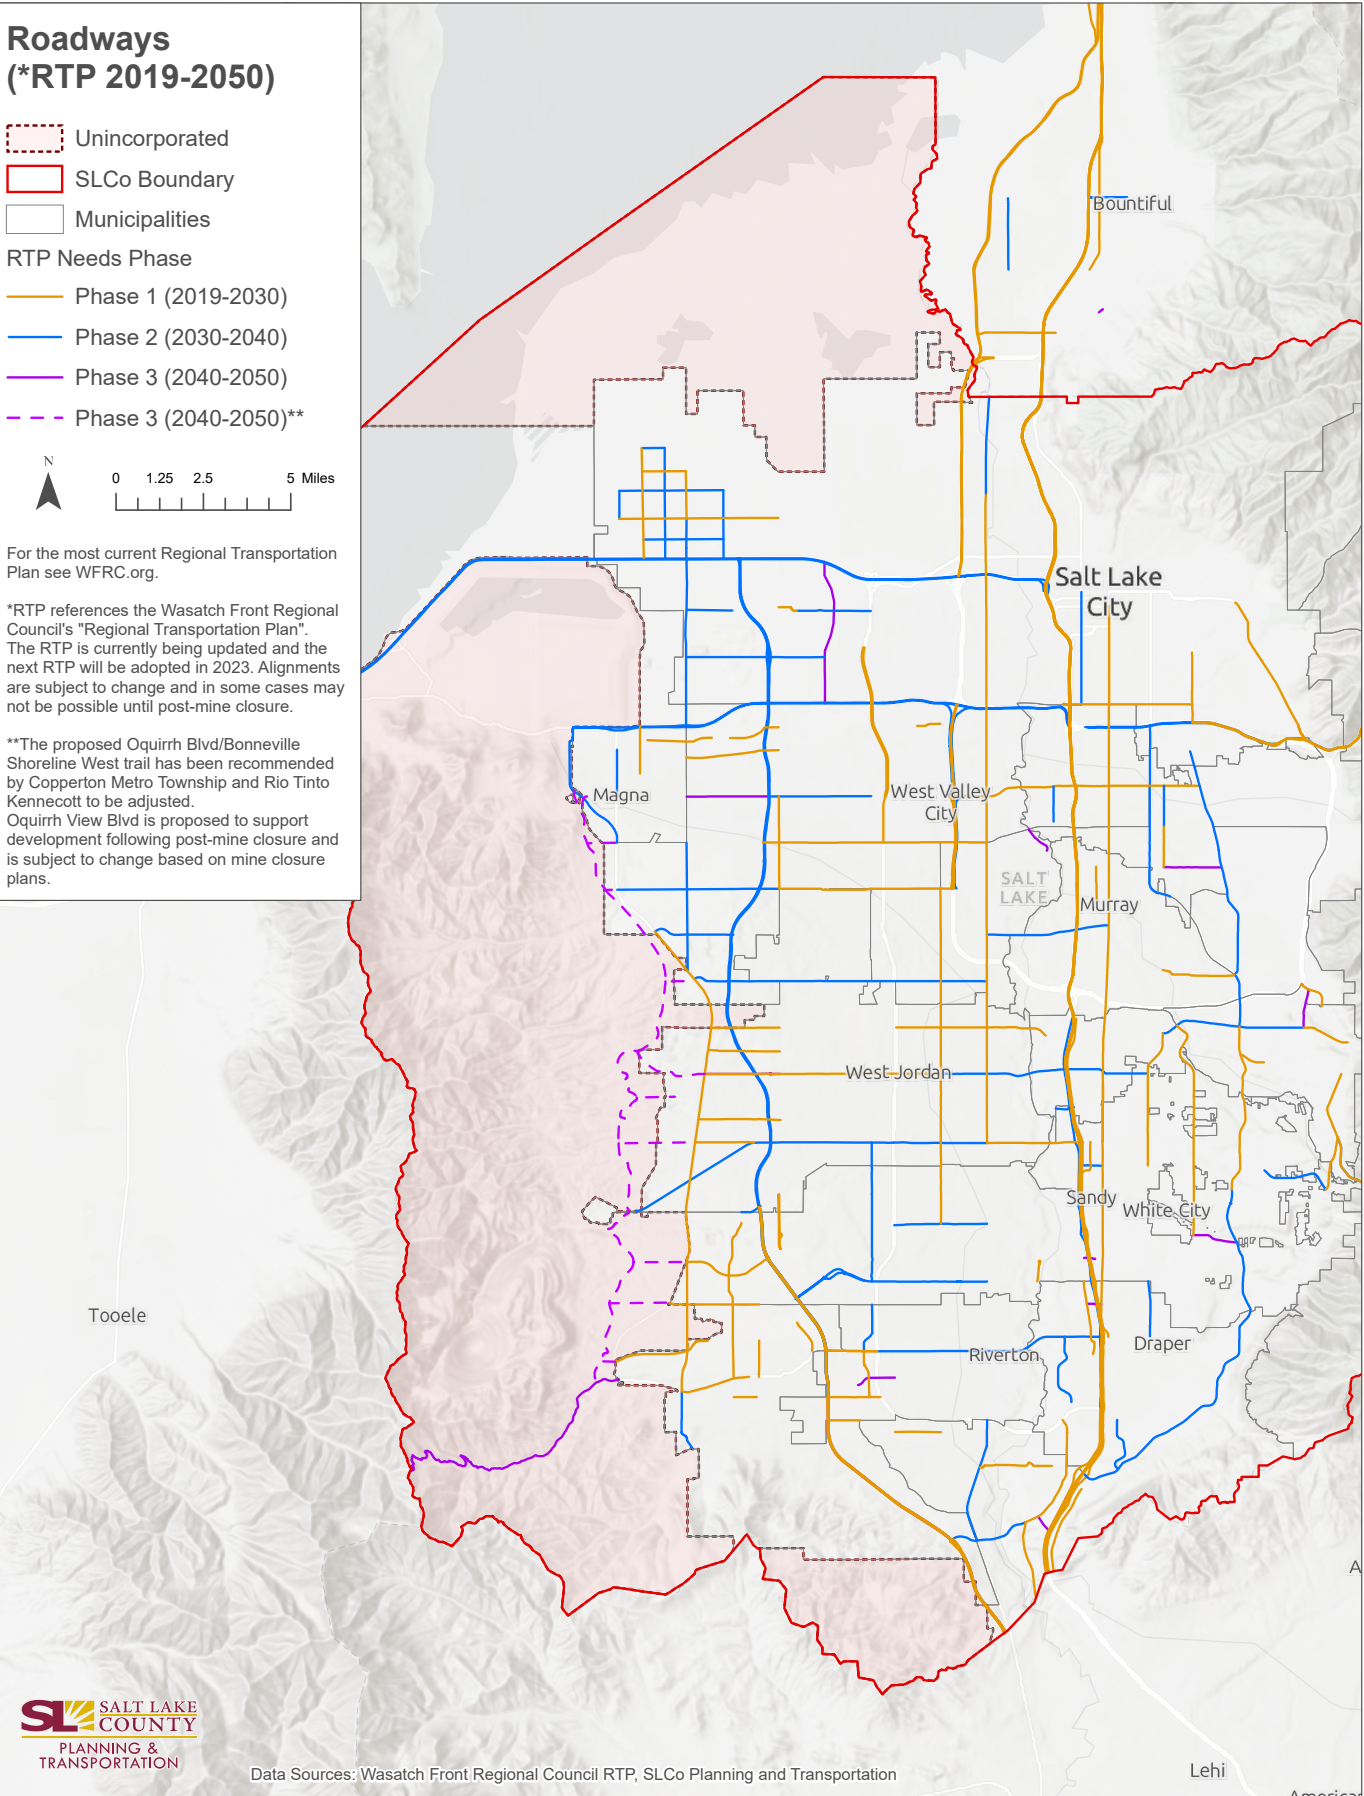 Roadways
(*RTP 2019-2050)
Unincorporated
SLCo Boundary
Municipalities
RTP Needs Phase
Phase 1 (2019-2030)
Phase 2 (2030-2040)
Phase 3 (2040-2050)
Phase 3 (2040-2050)**
N
0 1.25 2.5 5 Miles
For the most current Regional Transportation
Plan see WFRC.org.
*RTP references the Wasatch Front Regional
Council's "Regional Transportation Plan".
The RTP is currently being updated and the
next RTP will be adopted in 2023. Alignments
are subject to change and in some cases may
not be possible until post-mine closure.
**The proposed Oquirrh Blvd/Bonneville
Shoreline West trail has been recommended
by Copperton Metro Township and Rio Tinto
Kennecott to be adjusted.
Oquirrh View Blvd is proposed to support
development following post-mine closure and
is subject to change based on mine closure
plans.
Bountiful
Salt Lake
City
Magna
West Valley
City
SALT
LAKE
Murray
West Jordan
Sandy
White City
Tooele
Riverton
Draper
A
Lehi
American
SL SALT LAKE
COUNTY
PLANNING &
TRANSPORTATION
Data Sources: Wasatch Front Regional Council RTP, SLCo Planning and Transportation